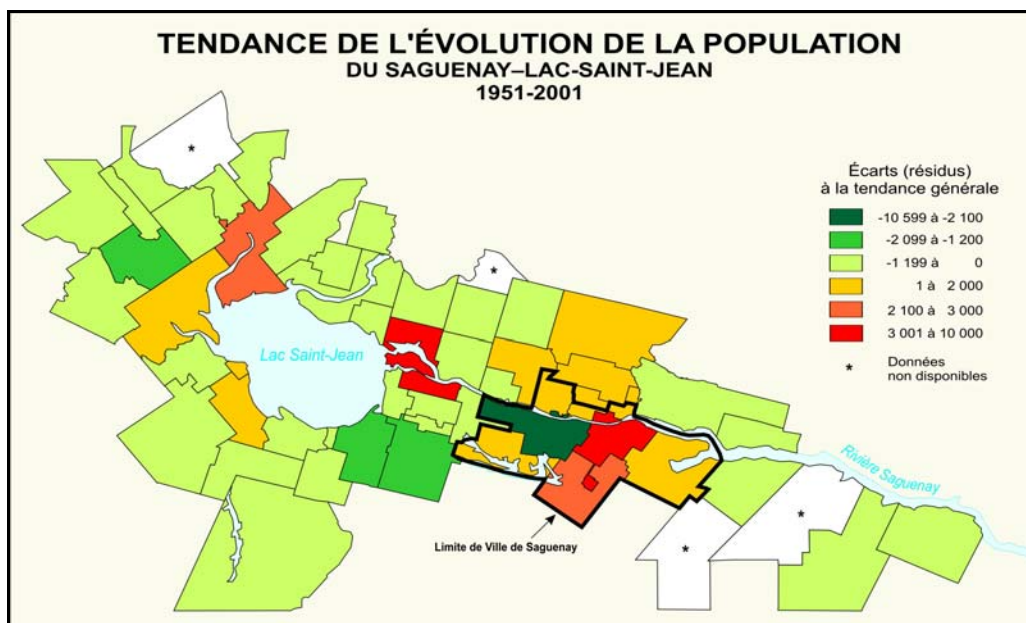 TENDANCE DE L'ÉVOLUTION DE LA POPULATION
DU SAGUENAY–LAC-SAINT-JEAN
1951-2001
Écarts (résidus)
à la tendance générale
-10 599 à -2 100
-2 099 à -1 200
-1 199 à 0
1 à 2 000
2 100 à 3 000
3 001 à 10 000
* Données
non disponibles
*
*
Lac Saint-Jean
Rivière Saguenay
*
*
Limite de Ville de Saguenay